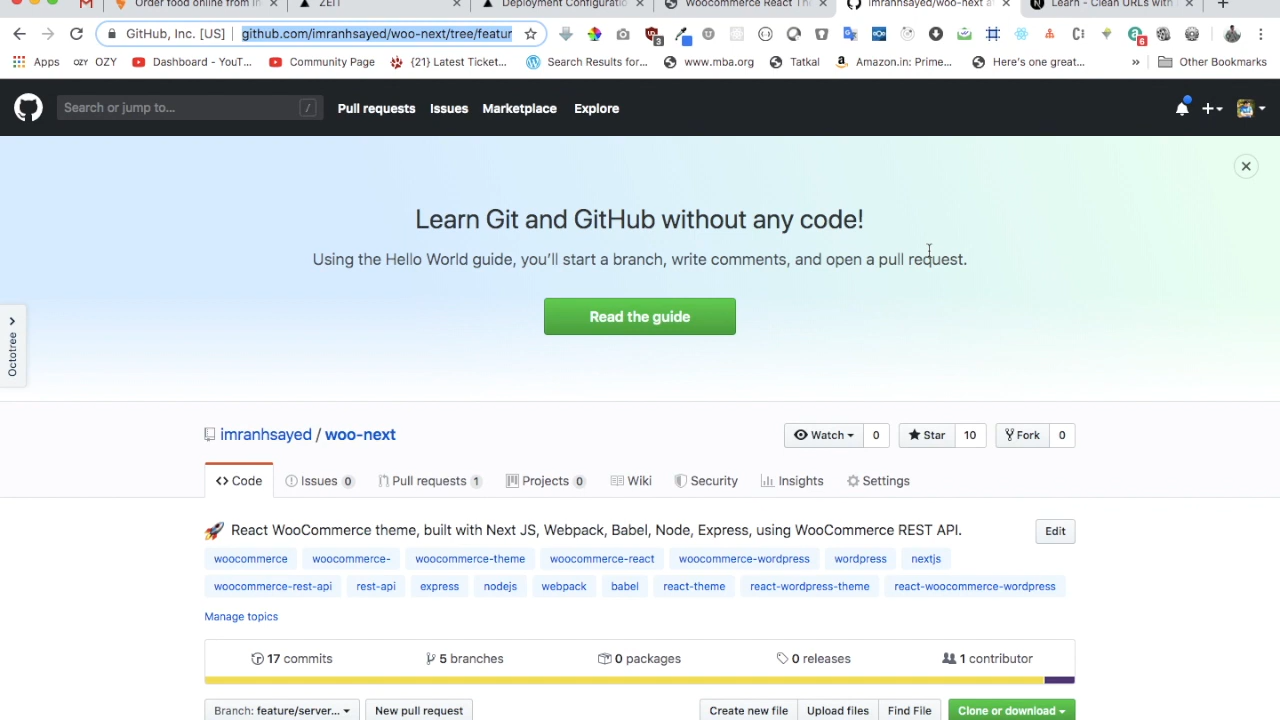 Order food online from in
ZEIT
Deployment Configuration
Woocommerce React Th
imranhsayed/woo-next at
Learn - Clean URLs with
GitHub, Inc. [US] github.com/imranhsayed/woo-next/tree/featur
Apps OZY OZY Dashboard - YouT... Community Page {21} Latest Ticket... Search Results for... www.mba.org Tatkal Amazon.in: Prime... Here's one great... » Other Bookmarks
Search or jump to... / Pull requests Issues Marketplace Explore
Learn Git and GitHub without any code!
Using the Hello World guide, you'll start a branch, write comments, and open a pull request.
Read the guide
Octotree
imranhsayed / woo-next
Watch 0 Star 10 Fork 0
Code Issues 0 Pull requests 1 Projects 0 Wiki Security Insights Settings
React WooCommerce theme, built with Next JS, Webpack, Babel, Node, Express, using WooCommerce REST API. Edit
woocommerce woocommerce- woocommerce-theme woocommerce-react woocommerce-wordpress wordpress nextjs
woocommerce-rest-api rest-api express nodejs webpack babel react-theme react-wordpress-theme react-woocommerce-wordpress
Manage topics
17 commits 5 branches 0 packages 0 releases 1 contributor
Branch: feature/server... New pull request Create new file Upload files Find File Clone or download